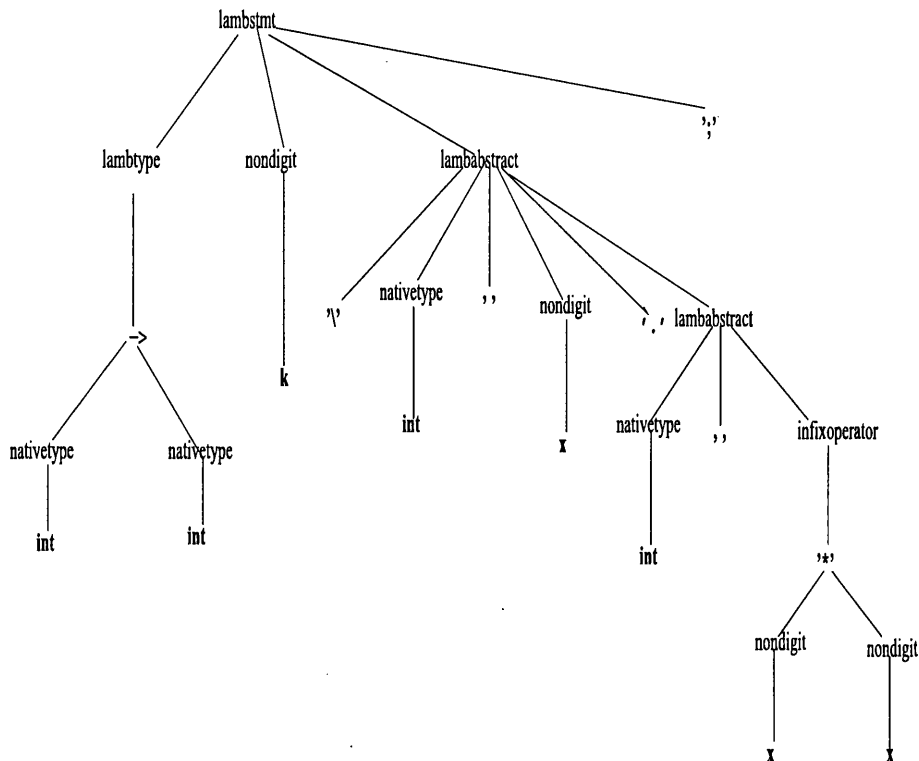 lambstmt
';'
lambtype nondigit lambabstract
'\' nativetype ' ' nondigit '.' lambabstract
->
k
int x nativetype ' ' infixoperator
nativetype nativetype
int int int '*'
nondigit nondigit
x x